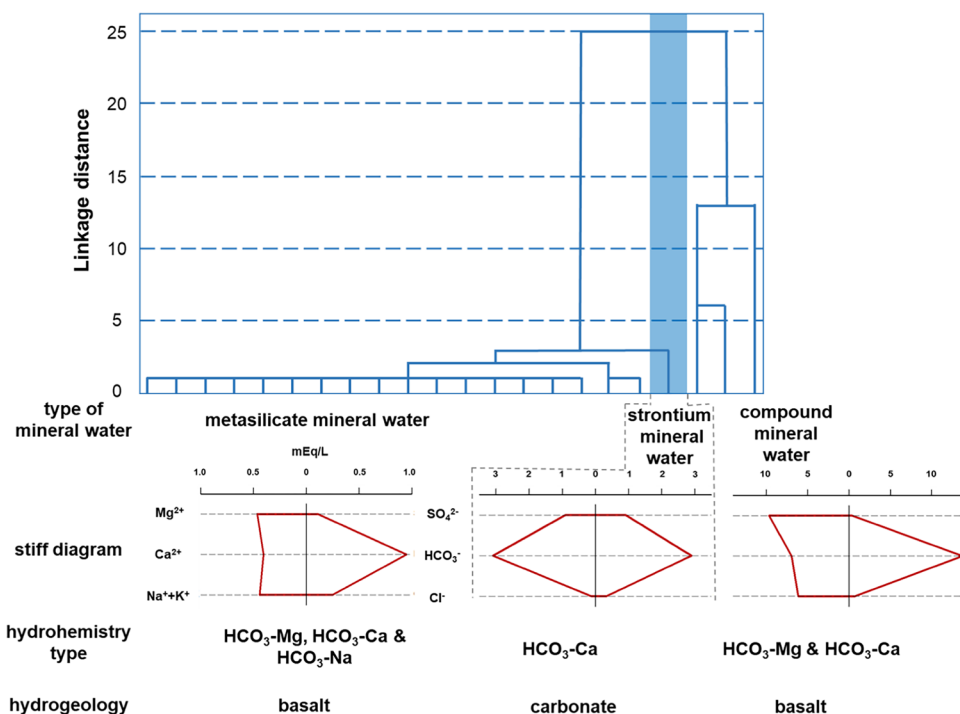 Linkage distance
25
20
15
10
5
0
type of
mineral water
metasilicate mineral water
strontium
mineral
water
compound
mineral
water
mEq/L
1.0 0.5 0 0.5 1.0
3 2 1 0 1 2 3
10 5 0 5 10
stiff diagram
Mg²⁺
Ca²⁺
Na⁺+K⁺
SO₄²⁻
HCO₃⁻
Cl⁻
hydrohemistry
type
HCO₃-Mg, HCO₃-Ca &
HCO₃-Na
HCO₃-Ca
HCO₃-Mg & HCO₃-Ca
hydrogeology
basalt
carbonate
basalt